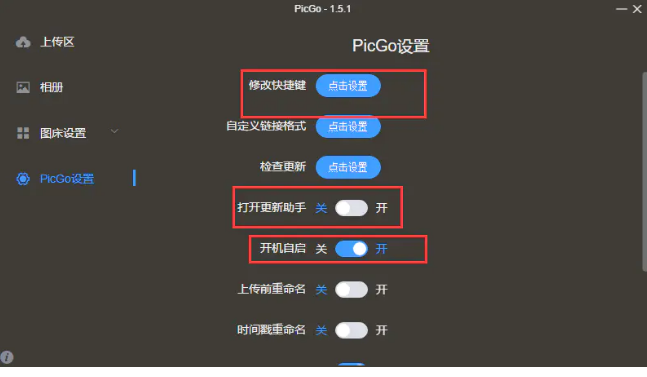 PicGo - 1.5.1
上传区
相册
图床设置
PicGo设置
PicGo设置
修改快捷键 点击设置
自定义链接格式 点击设置
检查更新 点击设置
打开更新助手 关 开
开机自启 关 开
上传前重命名 关 开
时间戳重命名 关 开